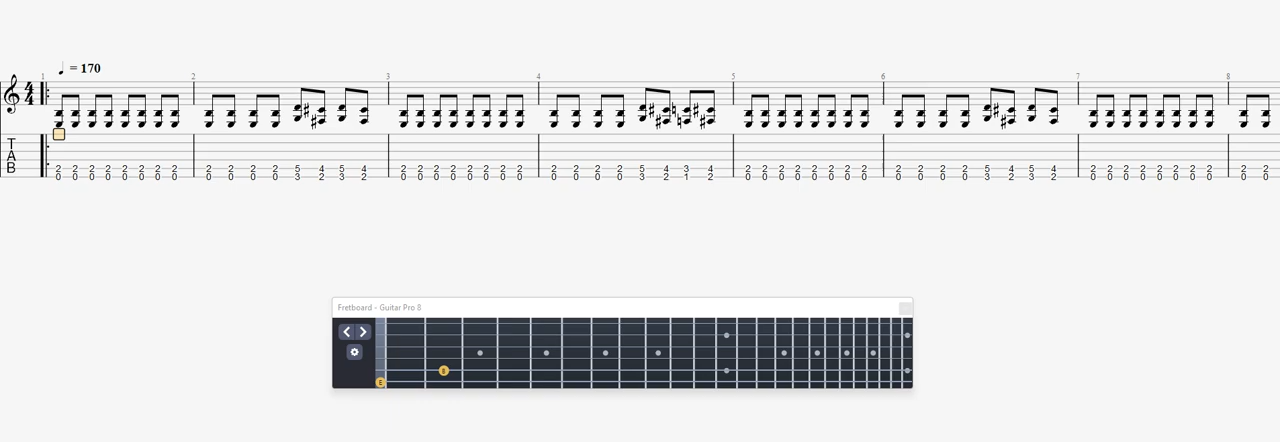 = 170
1 2 3 4 5 6 7 8
4
4
T
A
B
2 2 2 2 2 2 2 2 2 2 2 2 5 4 5 4 2 2 2 2 2 2 2 2 2 2 2 2 5 4 3 4 2 2 2 2 2 2 2 2 2 2 2 2 5 4 5 4 2 2 2 2 2 2 2 2 2 2
0 0 0 0 0 0 0 0 0 0 0 0 3 2 3 2 0 0 0 0 0 0 0 0 0 0 0 0 3 2 1 2 0 0 0 0 0 0 0 0 0 0 0 0 3 2 3 2 0 0 0 0 0 0 0 0 0 0
Fretboard - Guitar Pro 8
B
E